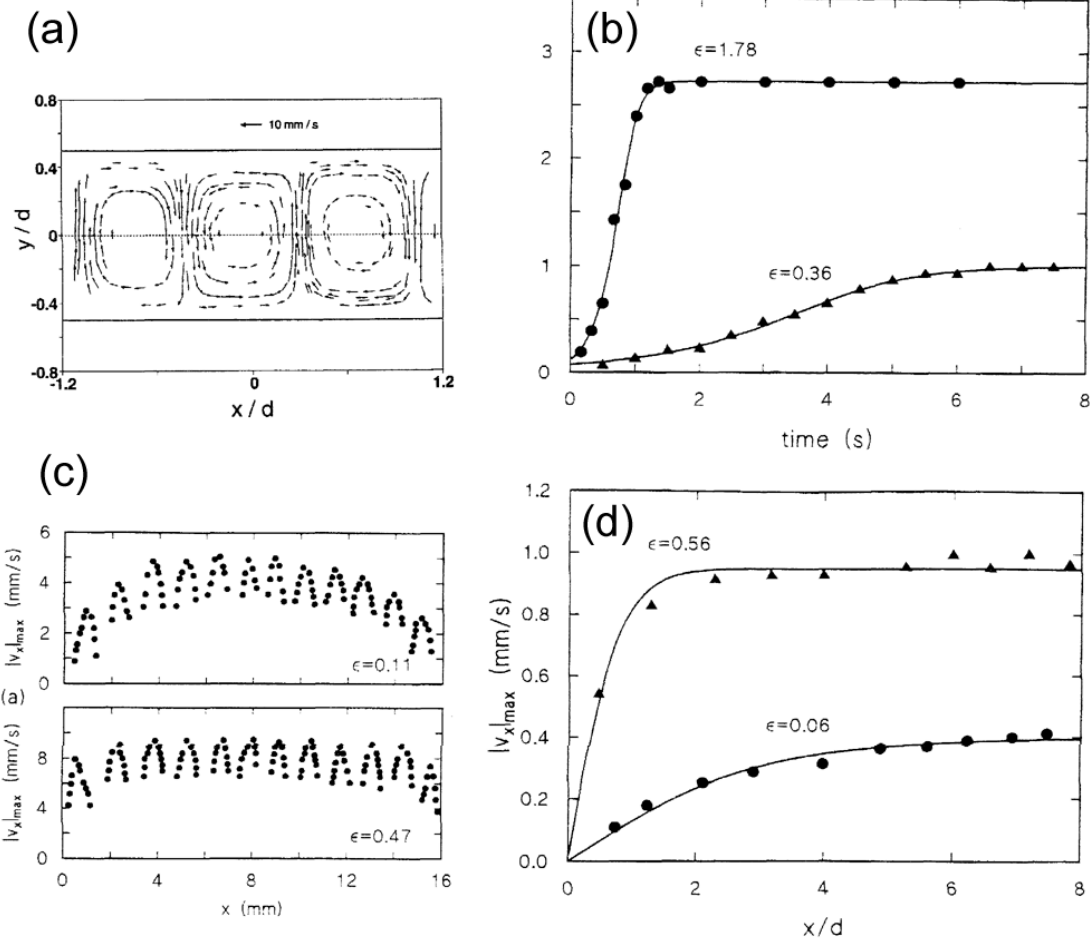 (a)
0.8
0.4
0
-0.4
-0.8
y / d
10 mm / s
-1.2
0
1.2
x / d
(b)
3
2
1
0
ϵ=1.78
ϵ=0.36
0
2
4
6
8
time (s)
(c)
6
4
2
0
|vₓ|max (mm/s)
ϵ=0.11
(a)
8
4
0
|vₓ|max (mm/s)
ϵ=0.47
0
4
8
12
16
x (mm)
(d)
1.2
1.0
0.8
0.6
0.4
0.2
0.0
|vₓ|max (mm/s)
ϵ=0.56
ϵ=0.06
0
2
4
6
8
x/d